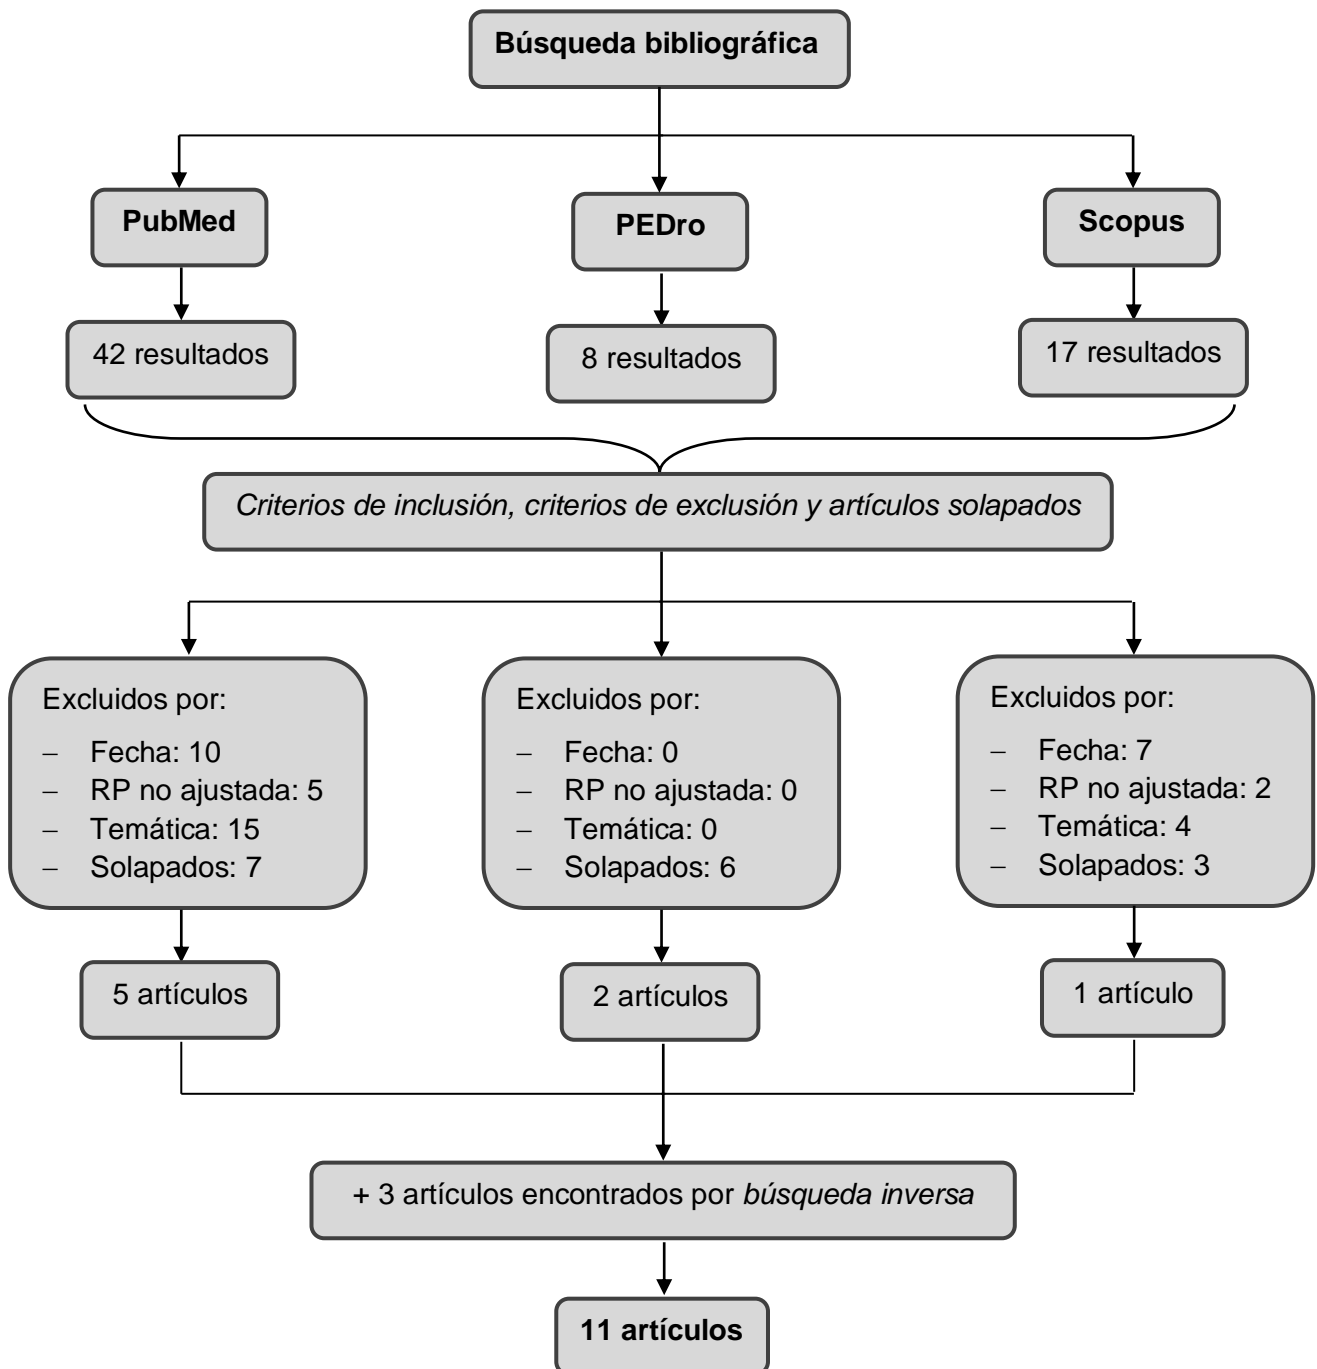 Búsqueda bibliográfica
PubMed
PEDro
Scopus
42 resultados
8 resultados
17 resultados
Criterios de inclusión, criterios de exclusión y artículos solapados
Excluidos por:
− Fecha: 10
− RP no ajustada: 5
− Temática: 15
− Solapados: 7
Excluidos por:
− Fecha: 0
− RP no ajustada: 0
− Temática: 0
− Solapados: 6
Excluidos por:
− Fecha: 7
− RP no ajustada: 2
− Temática: 4
− Solapados: 3
5 artículos
2 artículos
1 artículo
+ 3 artículos encontrados por búsqueda inversa
11 artículos